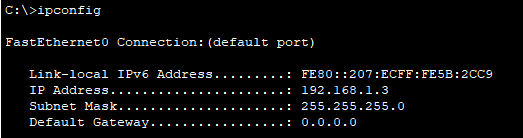 C:\>ipconfig
FastEthernet0 Connection:(default port)
Link-local IPv6 Address.........: FE80::207:ECFF:FE5B:2CC9
IP Address......................: 192.168.1.3
Subnet Mask.....................: 255.255.255.0
Default Gateway.................: 0.0.0.0